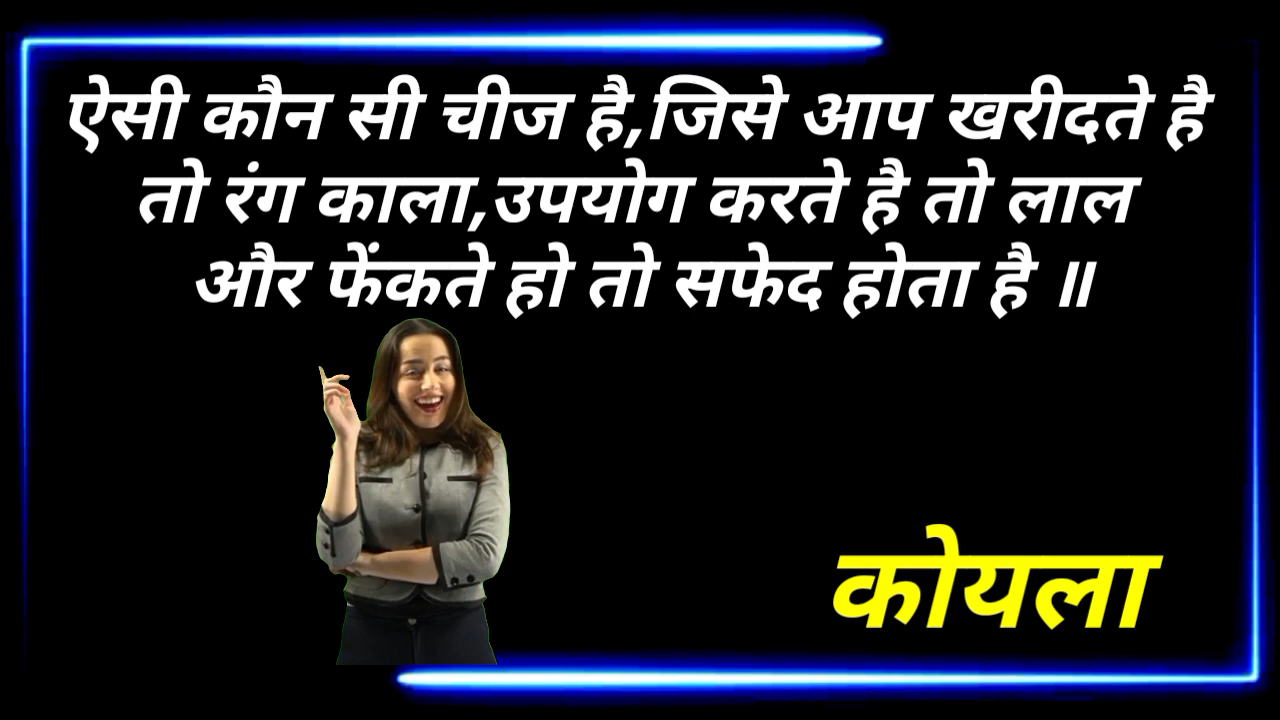 ऐसी कौन सी चीज है,जिसे आप खरीदते है
तो रंग काला,उपयोग करते है तो लाल
और फेंकते हो तो सफेद होता है ॥
कोयला